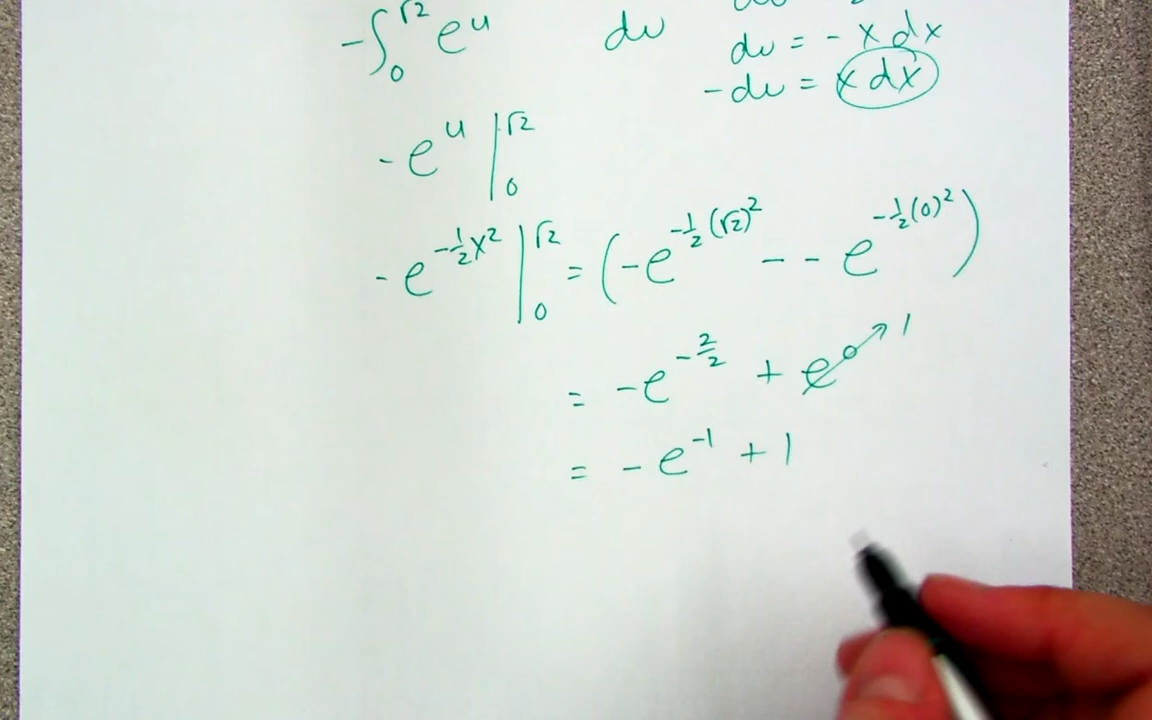 -∫₀^√2 e^u du
du = - x dx
-du = x dx
-e^u |₀^√2
-e^(-½x²) |₀^√2 = (-e^(-½(√2)²) - - e^(-½(0)²))
= -e^(-2/2) + e^0 → 1
= -e^(-1) + 1